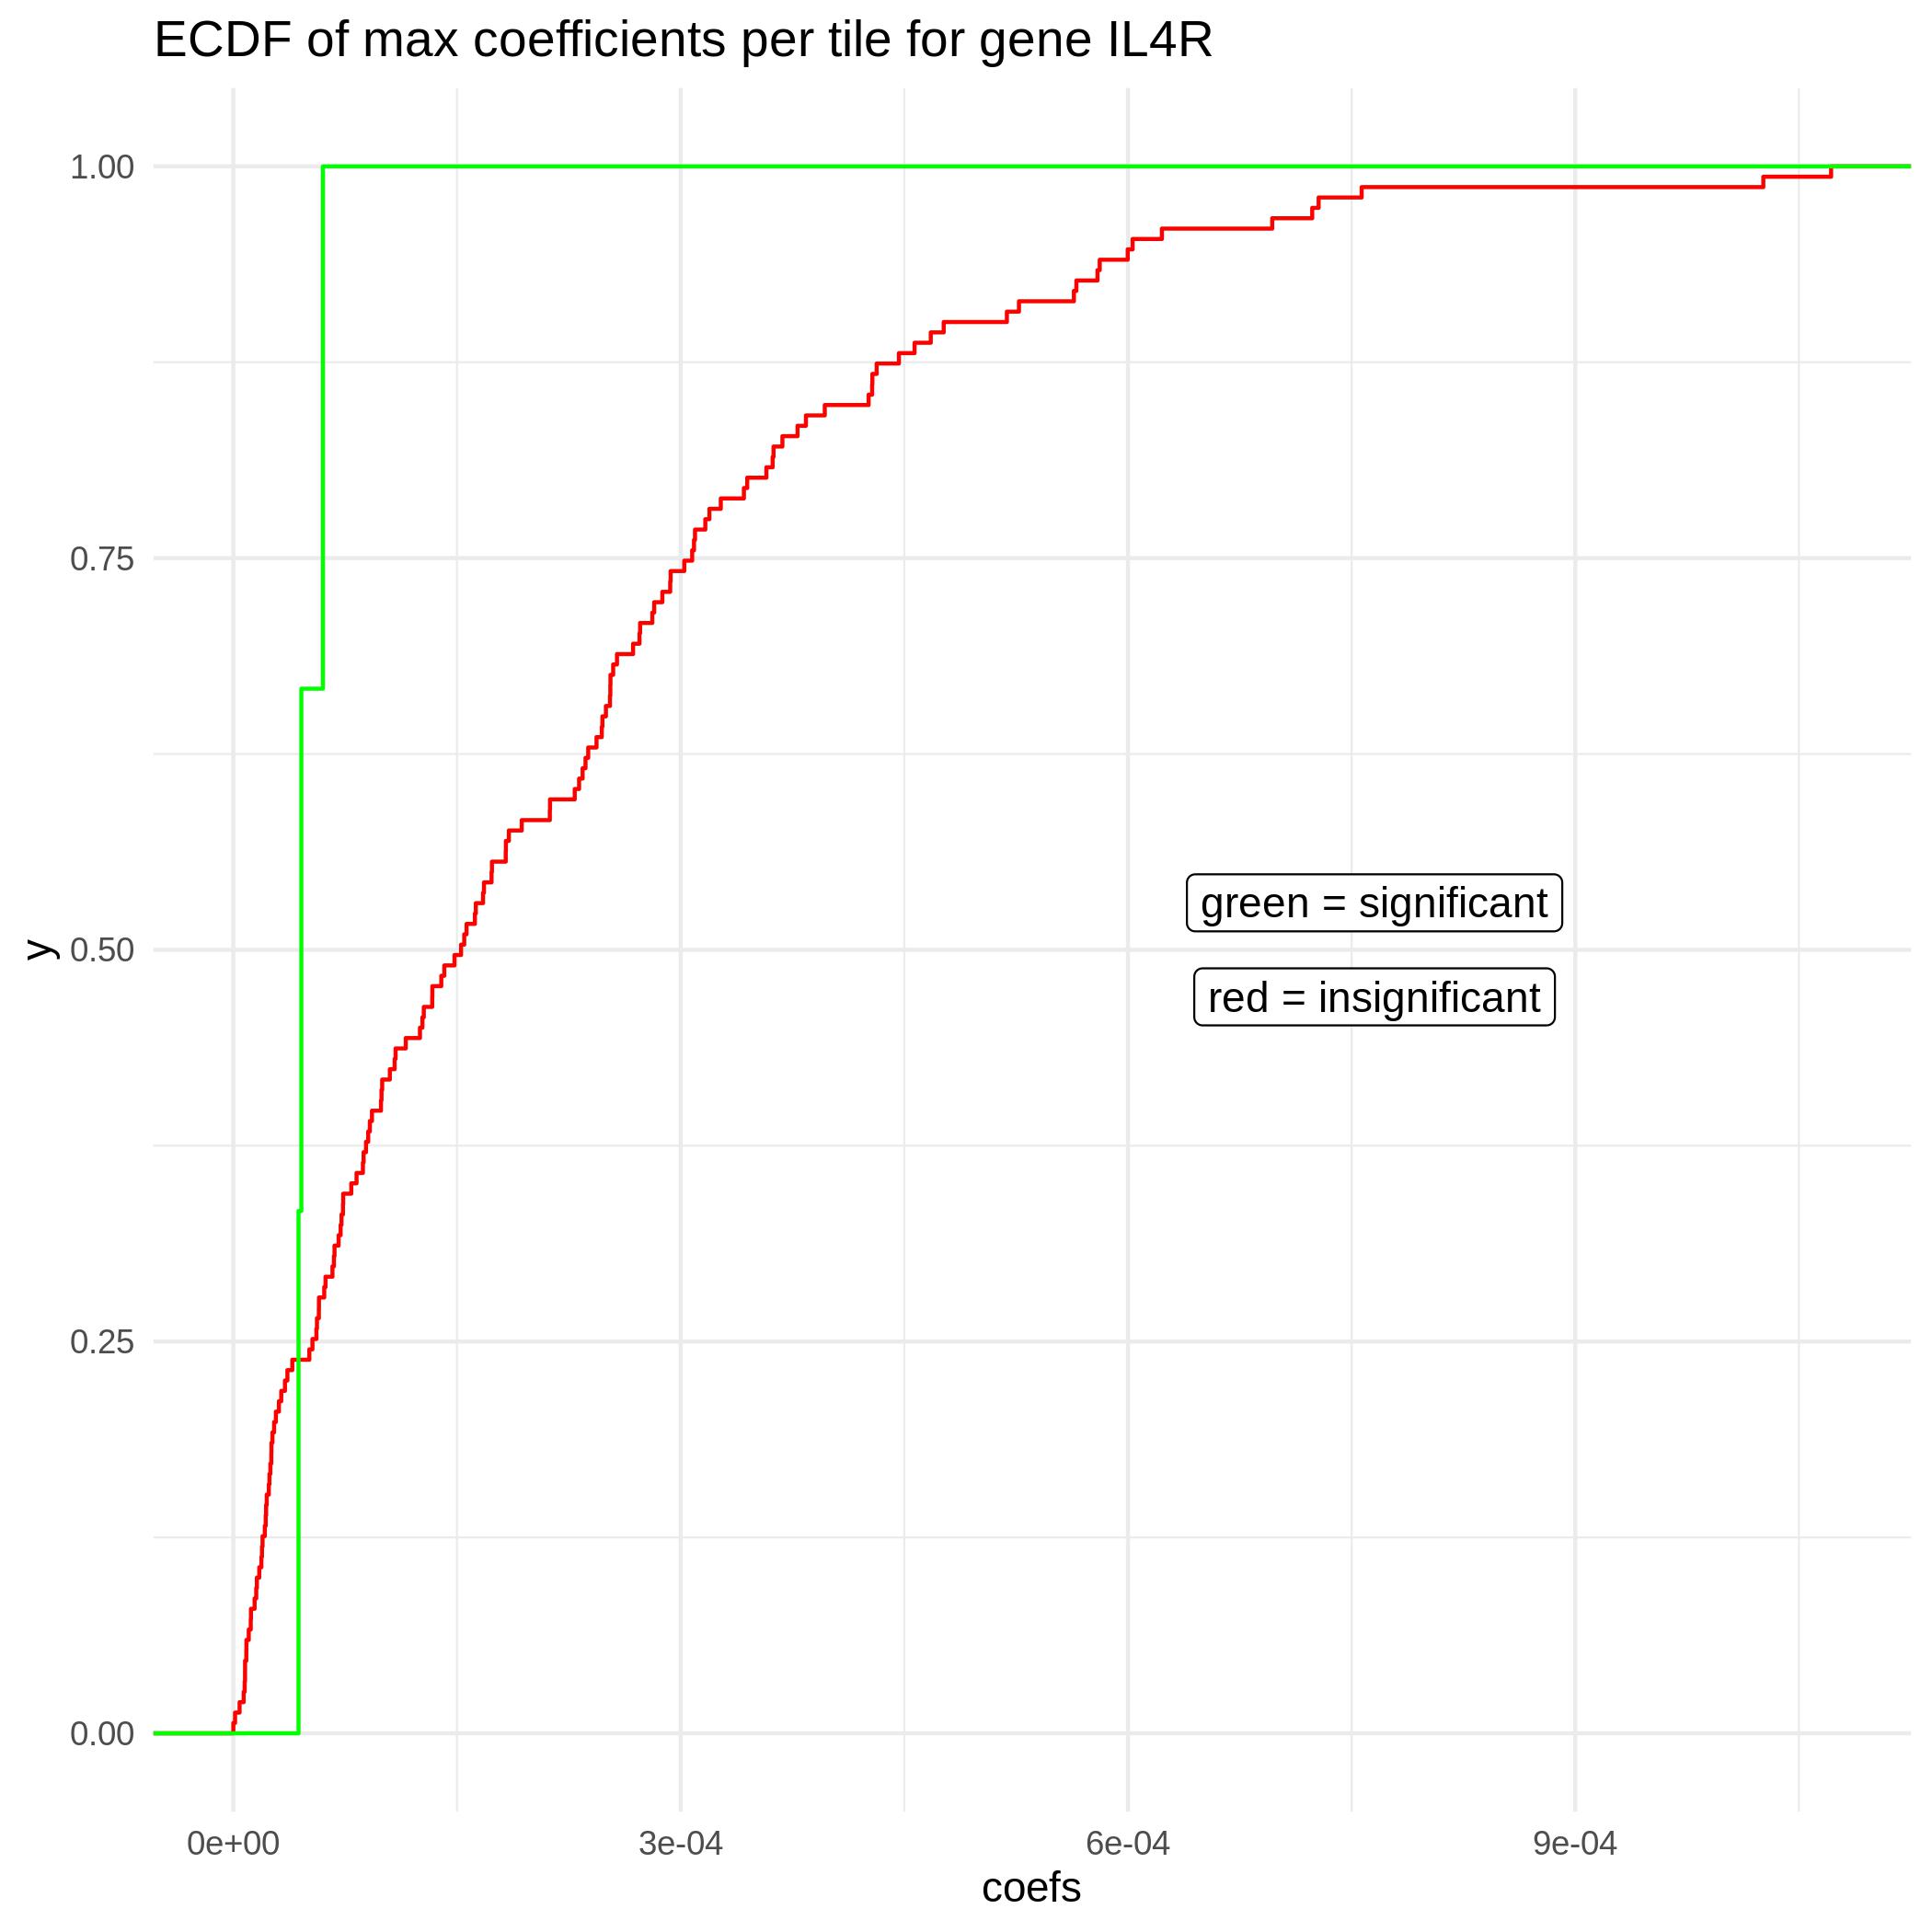 ECDF of max coefficients per tile for gene IL4R
1.00
0.75
green = significant
y
0.50
red = insignificant
0.25
0.00
0e+00 3e-04 6e-04 9e-04
coefs